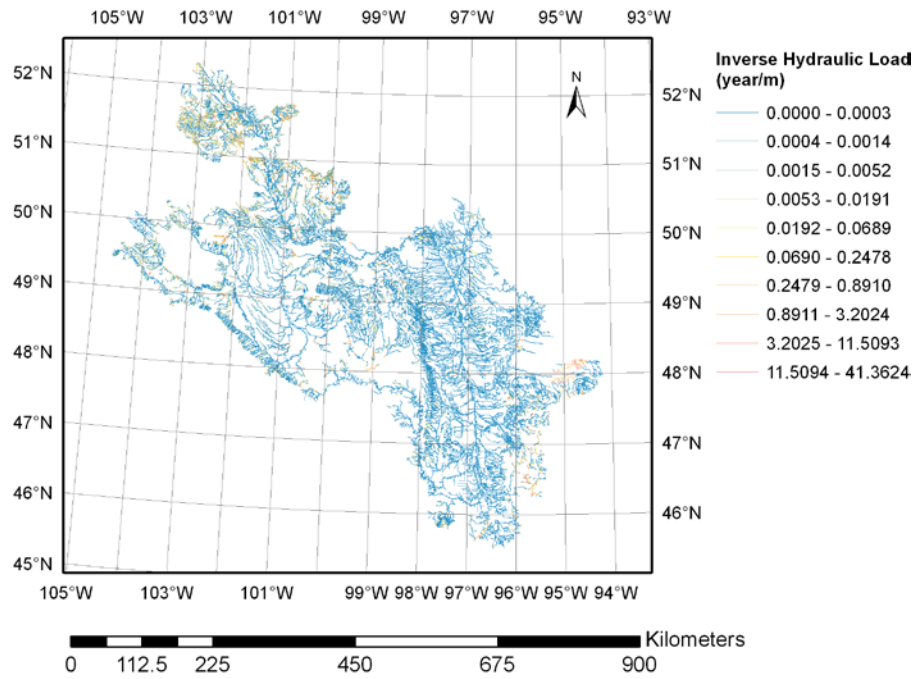 105°W 103°W 101°W 99°W 97°W 95°W 93°W
Inverse Hydraulic Load
(year/m)
N
0.0000 - 0.0003
0.0004 - 0.0014
0.0015 - 0.0052
0.0053 - 0.0191
0.0192 - 0.0689
0.0690 - 0.2478
0.2479 - 0.8910
0.8911 - 3.2024
3.2025 - 11.5093
11.5094 - 41.3624
52°N
51°N
50°N
49°N
48°N
47°N
46°N
45°N
52°N
51°N
50°N
49°N
48°N
47°N
46°N
105°W 103°W 101°W 99°W 98°W 97°W 96°W 95°W 94°W
Kilometers
0 112.5 225 450 675 900